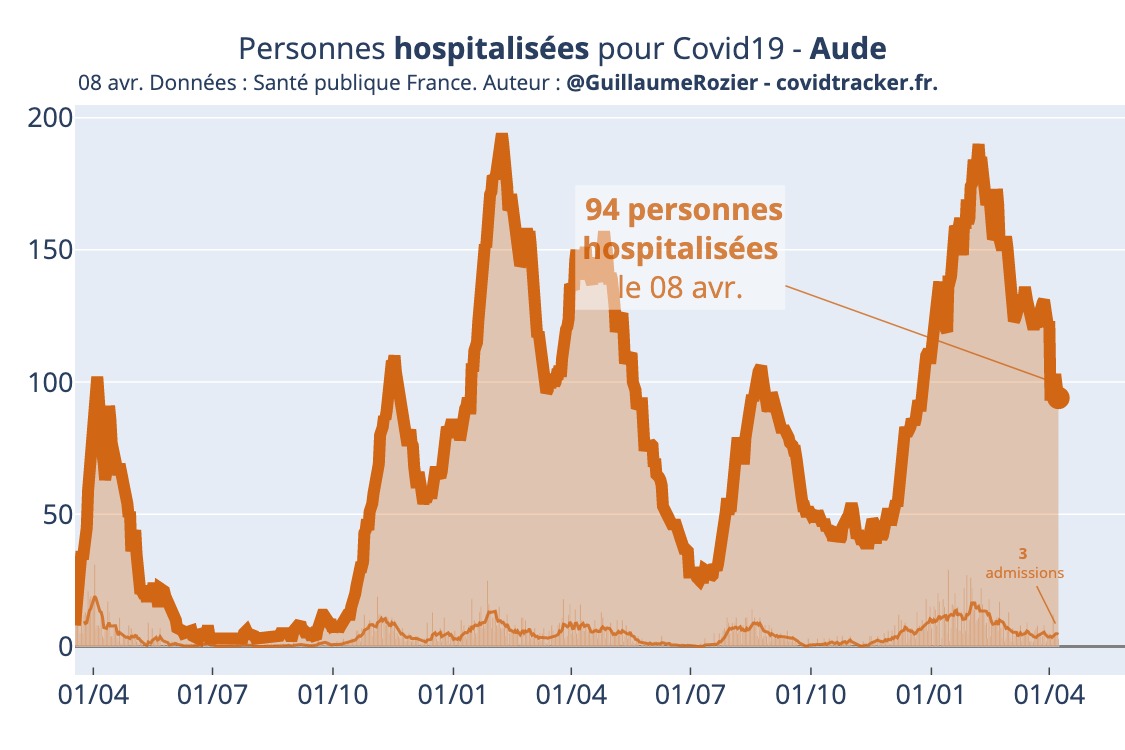 Personnes hospitalisées pour Covid19 - Aude
08 avr. Données : Santé publique France. Auteur : @GuillaumeRozier - covidtracker.fr.
200
150
100
50
0
94 personnes
hospitalisées
le 08 avr.
3
admissions
01/04 01/07 01/10 01/01 01/04 01/07 01/10 01/01 01/04